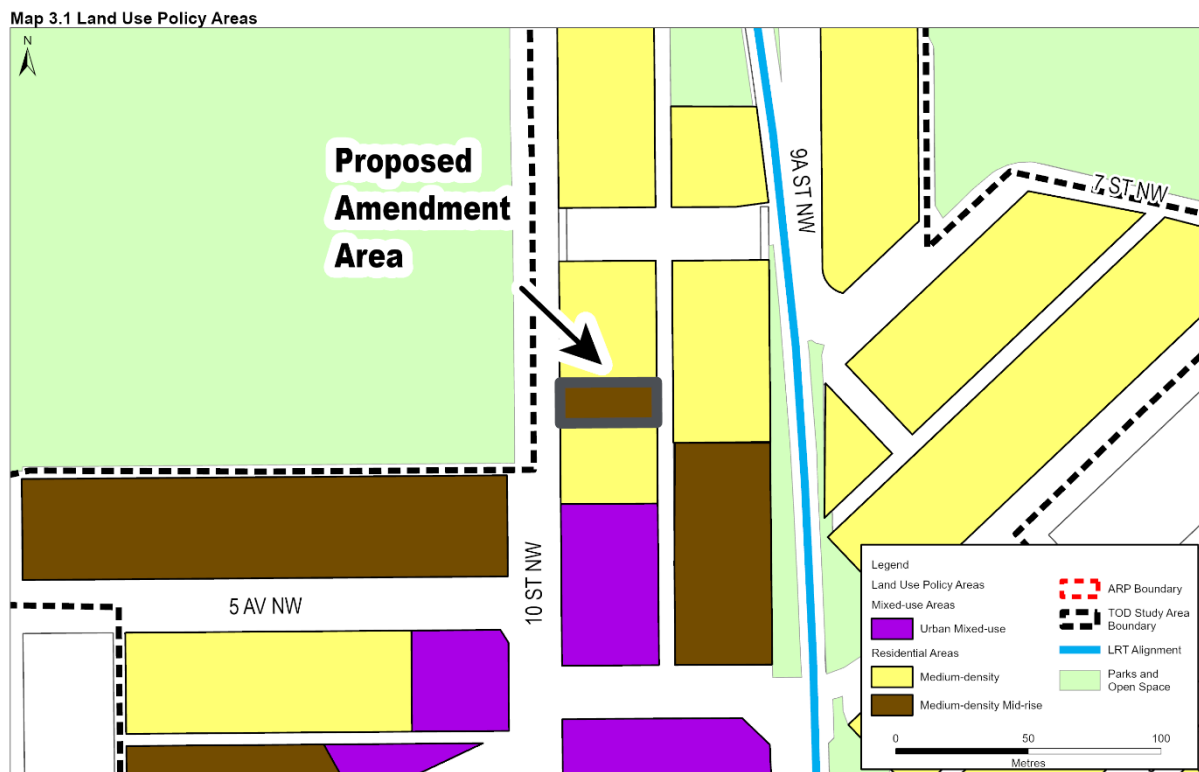 Map 3.1 Land Use Policy Areas
N
Proposed
Amendment
Area
9A ST NW
7 ST NW
10 ST NW
5 AV NW
Legend
Land Use Policy Areas
Mixed-use Areas
Urban Mixed-use
Residential Areas
Medium-density
Medium-density Mid-rise
ARP Boundary
TOD Study Area
Boundary
LRT Alignment
Parks and
Open Space
0 50 100
Metres